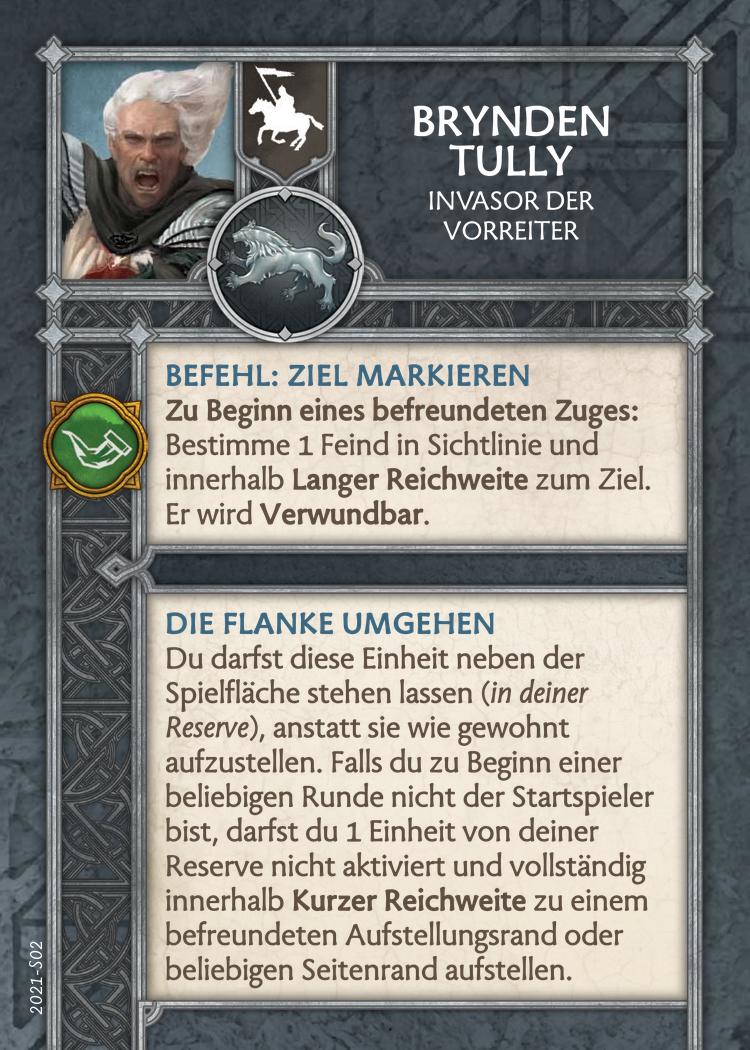 BRYNDEN
TULLY
INVASOR DER
VORREITER
BEFEHL: ZIEL MARKIEREN
Zu Beginn eines befreundeten Zuges:
Bestimme 1 Feind in Sichtlinie und
innerhalb Langer Reichweite zum Ziel.
Er wird Verwundbar.
DIE FLANKE UMGEHEN
Du darfst diese Einheit neben der
Spielfläche stehen lassen (in deiner
Reserve), anstatt sie wie gewohnt
aufzustellen. Falls du zu Beginn einer
beliebigen Runde nicht der Startspieler
bist, darfst du 1 Einheit von deiner
Reserve nicht aktiviert und vollständig
innerhalb Kurzer Reichweite zu einem
befreundeten Aufstellungsrand oder
beliebigen Seitenrand aufstellen.
2021-S02